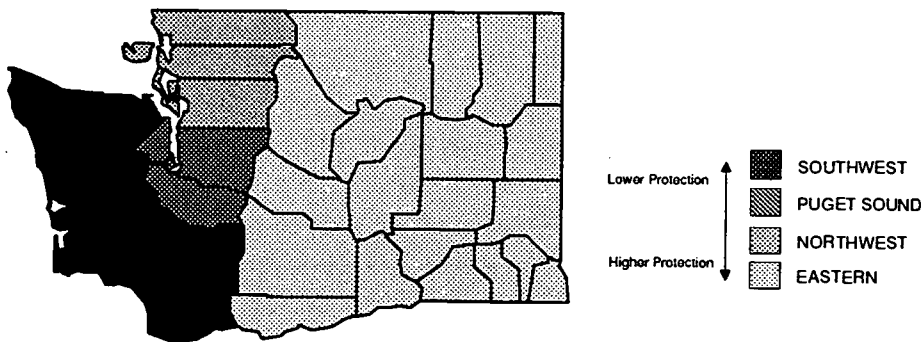 Lower Protection
Higher Protection
SOUTHWEST
PUGET SOUND
NORTHWEST
EASTERN